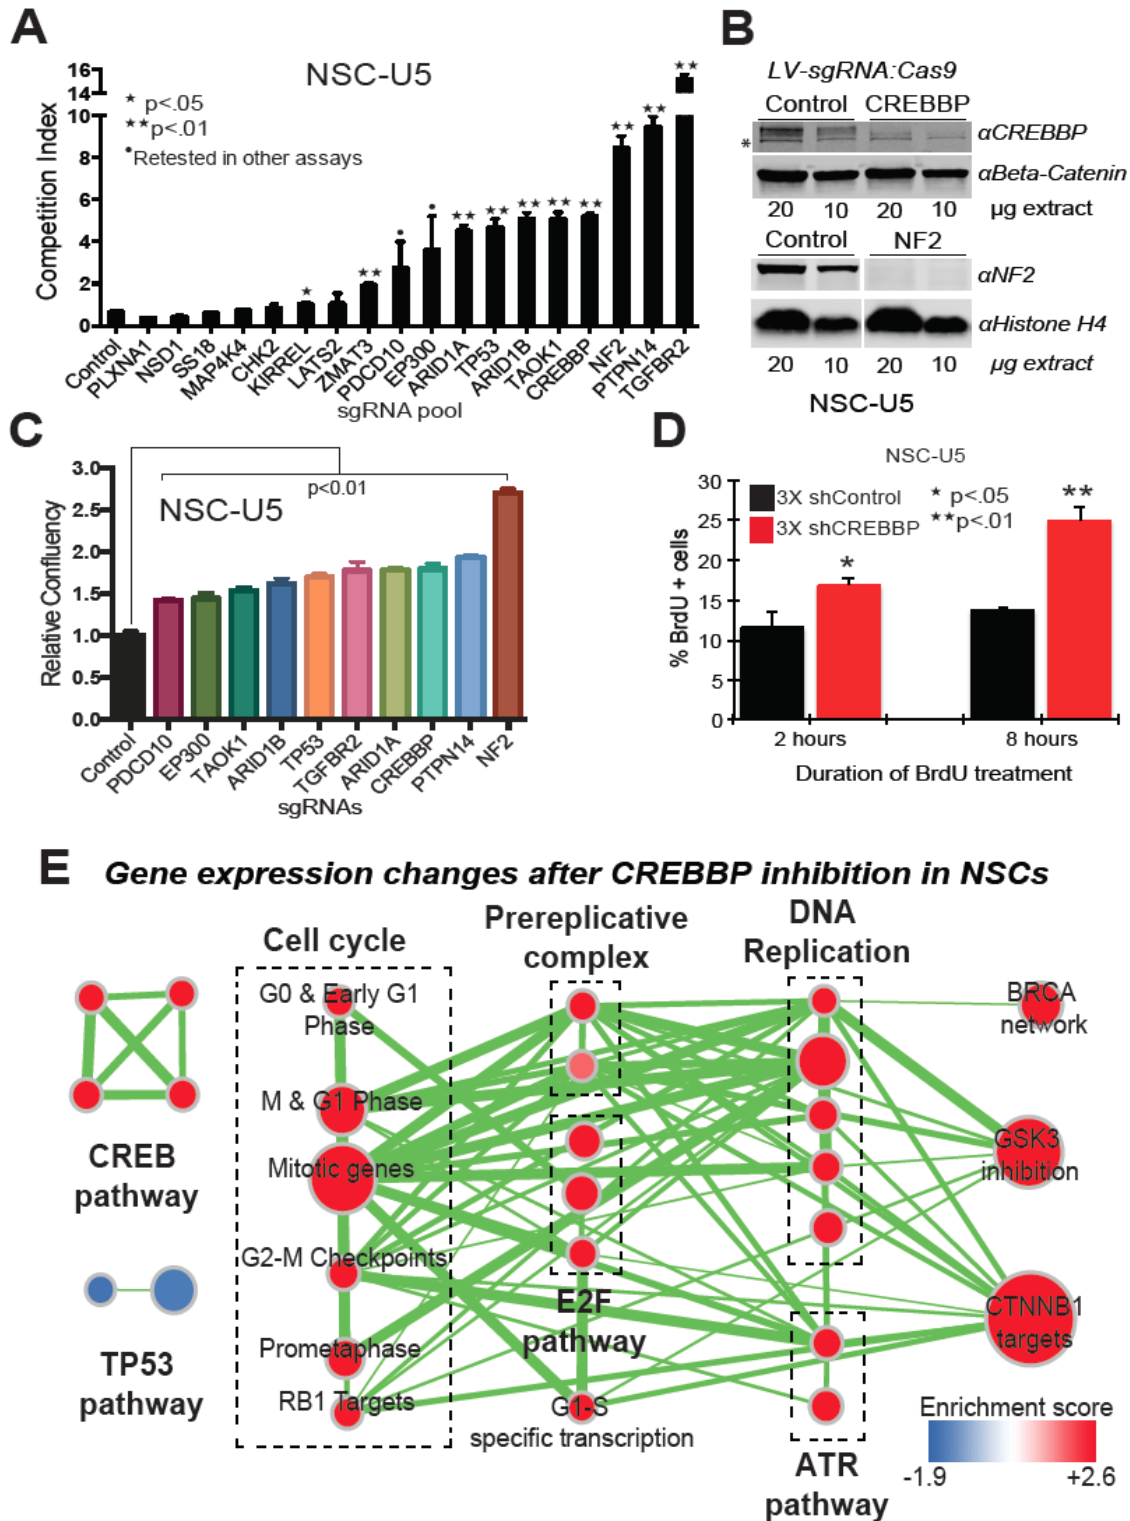 A
NSC-U5
Competition Index
16
14
10
8
6
4
2
0
★ p<.05
★★p<.01
•Retested in other assays
★
★★
•
•
★★
★★
★★
★★
★★
★★
★★
★★
Control
PLXNA1
NSD1
SS18
MAP4K4
CHK2
KIRREL
LATS2
ZMAT3
PDCD10
EP300
ARID1A
TP53
ARID1B
TAOK1
CREBBP
NF2
PTPN14
TGFBR2
sgRNA pool
B
LV-sgRNA:Cas9
Control CREBBP
* αCREBBP
αBeta-Catenin
20 10 20 10 µg extract
Control NF2
αNF2
αHistone H4
20 10 20 10 µg extract
NSC-U5
C
Relative Confluency
3.0
2.5
2.0
1.5
1.0
0.5
0.0
p<0.01
NSC-U5
Control
PDCD10
EP300
TAOK1
ARID1B
TP53
TGFBR2
ARID1A
CREBBP
PTPN14
NF2
sgRNAs
D
NSC-U5
% BrdU + cells
30
25
20
15
10
5
0
3X shControl
3X shCREBBP
★ p<.05
★★p<.01
*
**
2 hours 8 hours
Duration of BrdU treatment
E Gene expression changes after CREBBP inhibition in NSCs
CREB
pathway
TP53
pathway
Cell cycle
G0 & Early G1
Phase
M & G1 Phase
Mitotic genes
G2-M Checkpoints
Prometaphase
RB1 Targets
Prereplicative
complex
E2F
pathway
G1-S
specific transcription
DNA
Replication
ATR
pathway
BRCA
network
GSK3
inhibition
CTNNB1
targets
Enrichment score
-1.9 +2.6